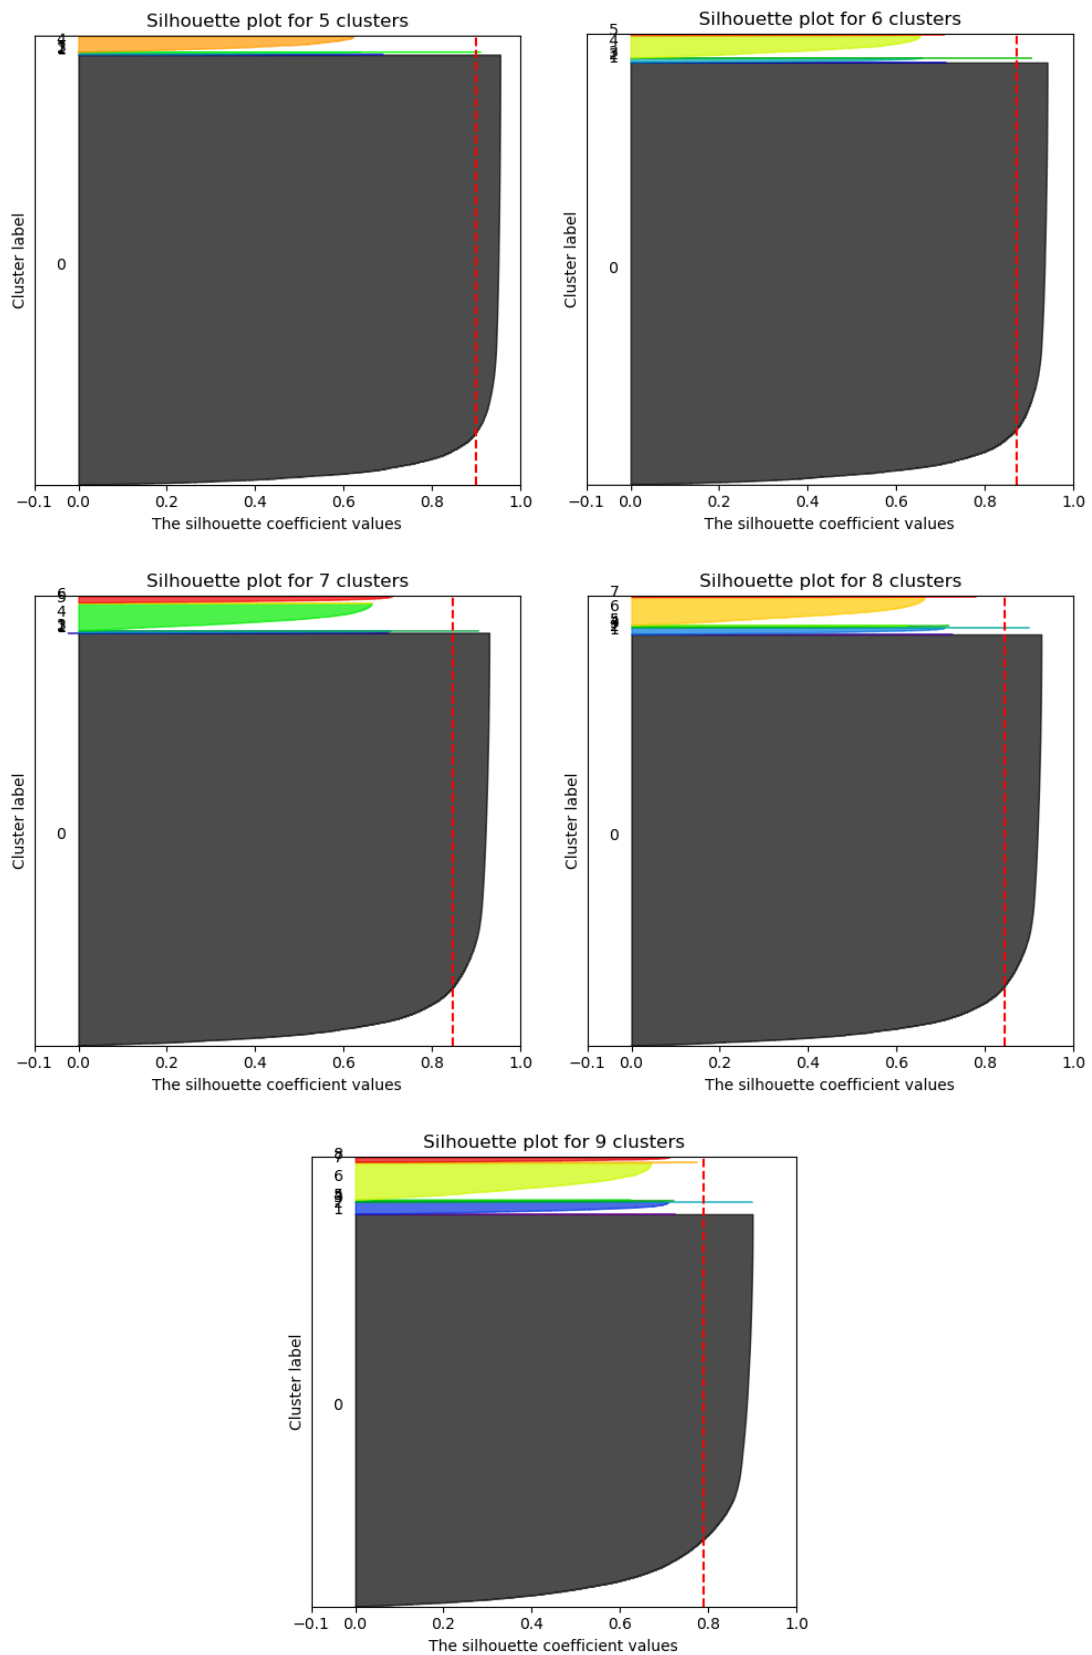 Silhouette plot for 5 clusters
Cluster label
0
−0.1 0.0 0.2 0.4 0.6 0.8 1.0
The silhouette coefficient values
Silhouette plot for 6 clusters
5
4
Cluster label
0
−0.1 0.0 0.2 0.4 0.6 0.8 1.0
The silhouette coefficient values
Silhouette plot for 7 clusters
6
4
Cluster label
0
−0.1 0.0 0.2 0.4 0.6 0.8 1.0
The silhouette coefficient values
Silhouette plot for 8 clusters
7
6
Cluster label
0
−0.1 0.0 0.2 0.4 0.6 0.8 1.0
The silhouette coefficient values
Silhouette plot for 9 clusters
6
1
Cluster label
0
−0.1 0.0 0.2 0.4 0.6 0.8 1.0
The silhouette coefficient values